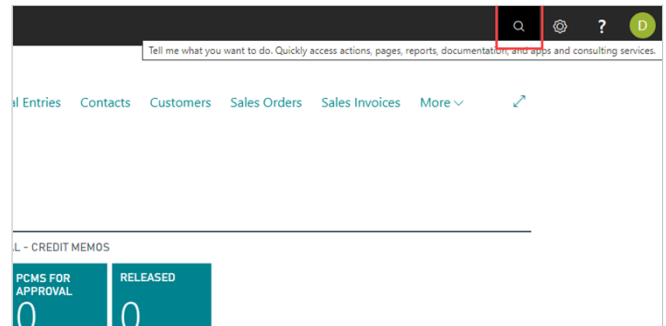 ? D
Tell me what you want to do. Quickly access actions, pages, reports, documentation, and apps and consulting services.
al Entries Contacts Customers Sales Orders Sales Invoices More
L - CREDIT MEMOS
PCMS FOR APPROVAL
0
RELEASED
0